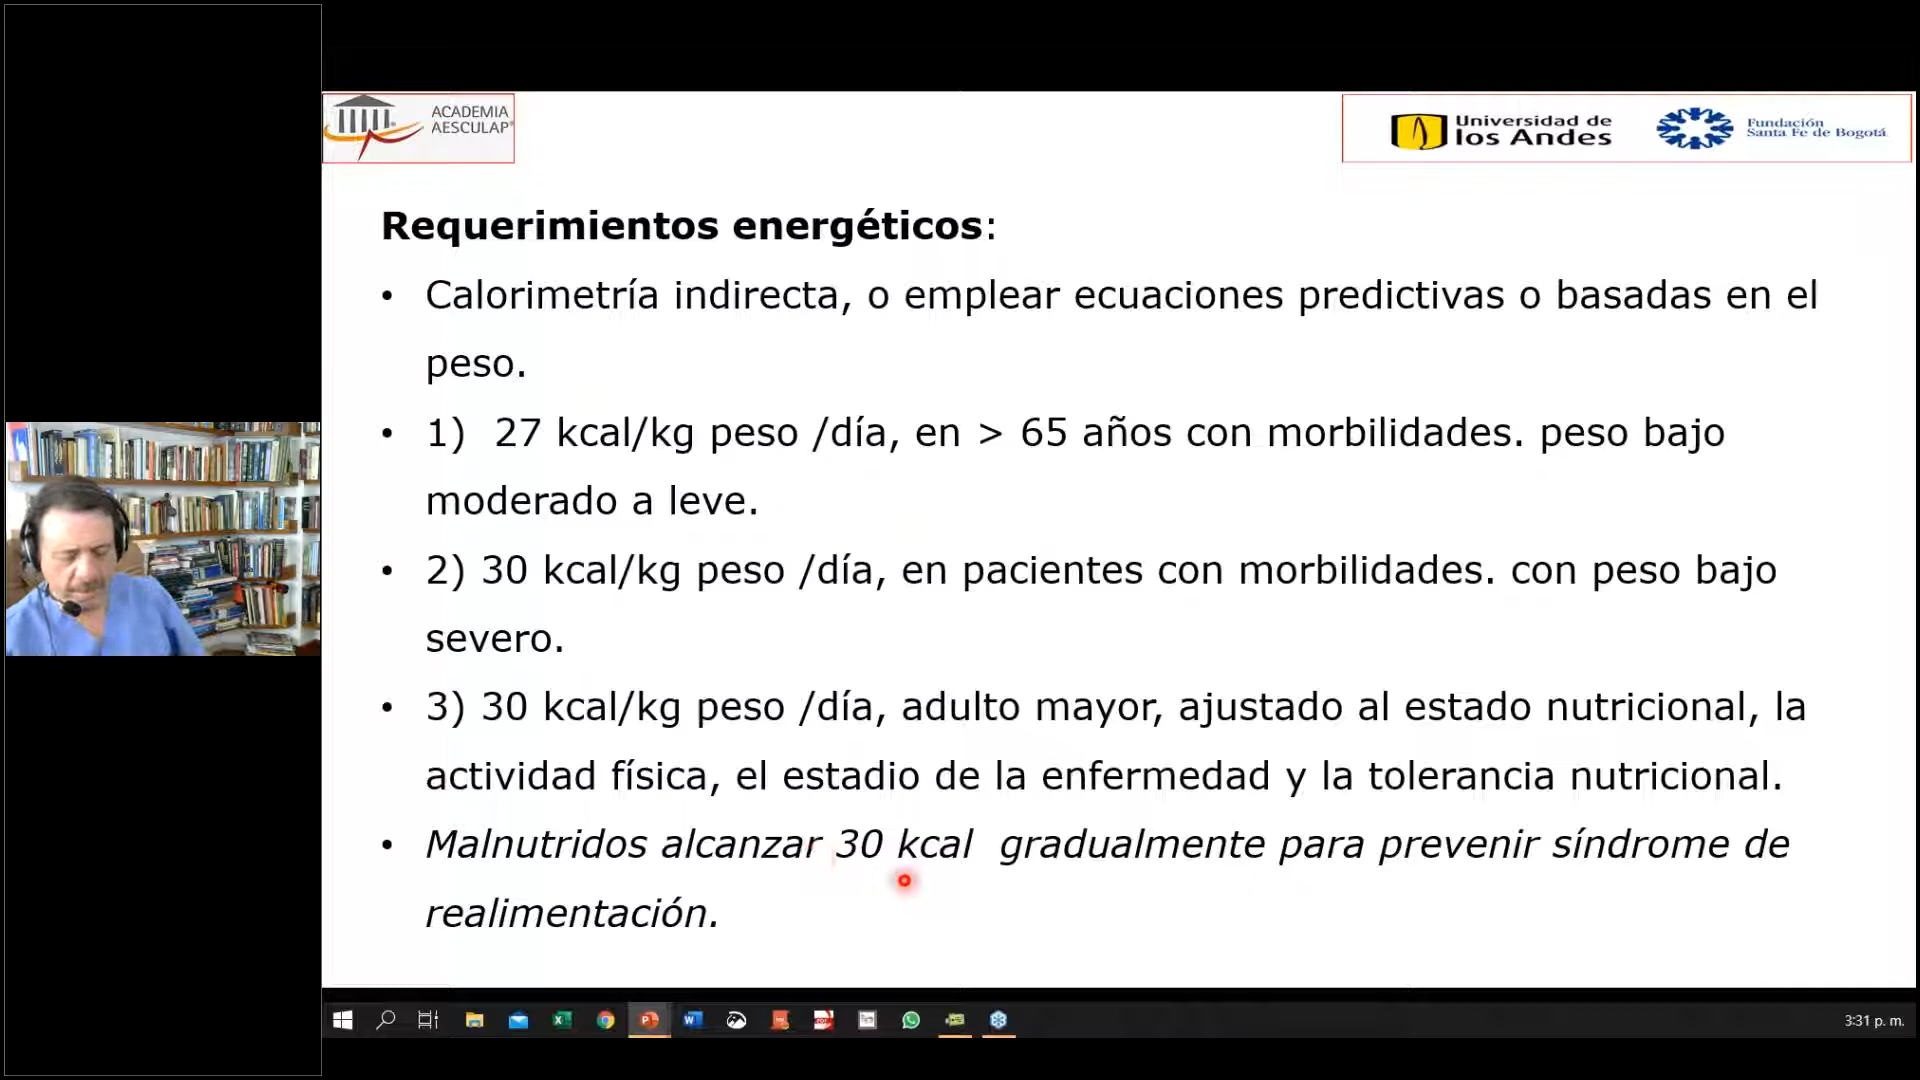 ACADEMIA
AESCULAP®
Universidad de
los Andes
Fundación
Santa Fe de Bogotá
Requerimientos energéticos:
• Calorimetría indirecta, o emplear ecuaciones predictivas o basadas en el
peso.
• 1)  27 kcal/kg peso /día, en > 65 años con morbilidades. peso bajo
moderado a leve.
• 2) 30 kcal/kg peso /día, en pacientes con morbilidades. con peso bajo
severo.
• 3) 30 kcal/kg peso /día, adulto mayor, ajustado al estado nutricional, la
actividad física, el estadio de la enfermedad y la tolerancia nutricional.
• Malnutridos alcanzar 30 kcal  gradualmente para prevenir síndrome de
realimentación.
3:31 p. m.